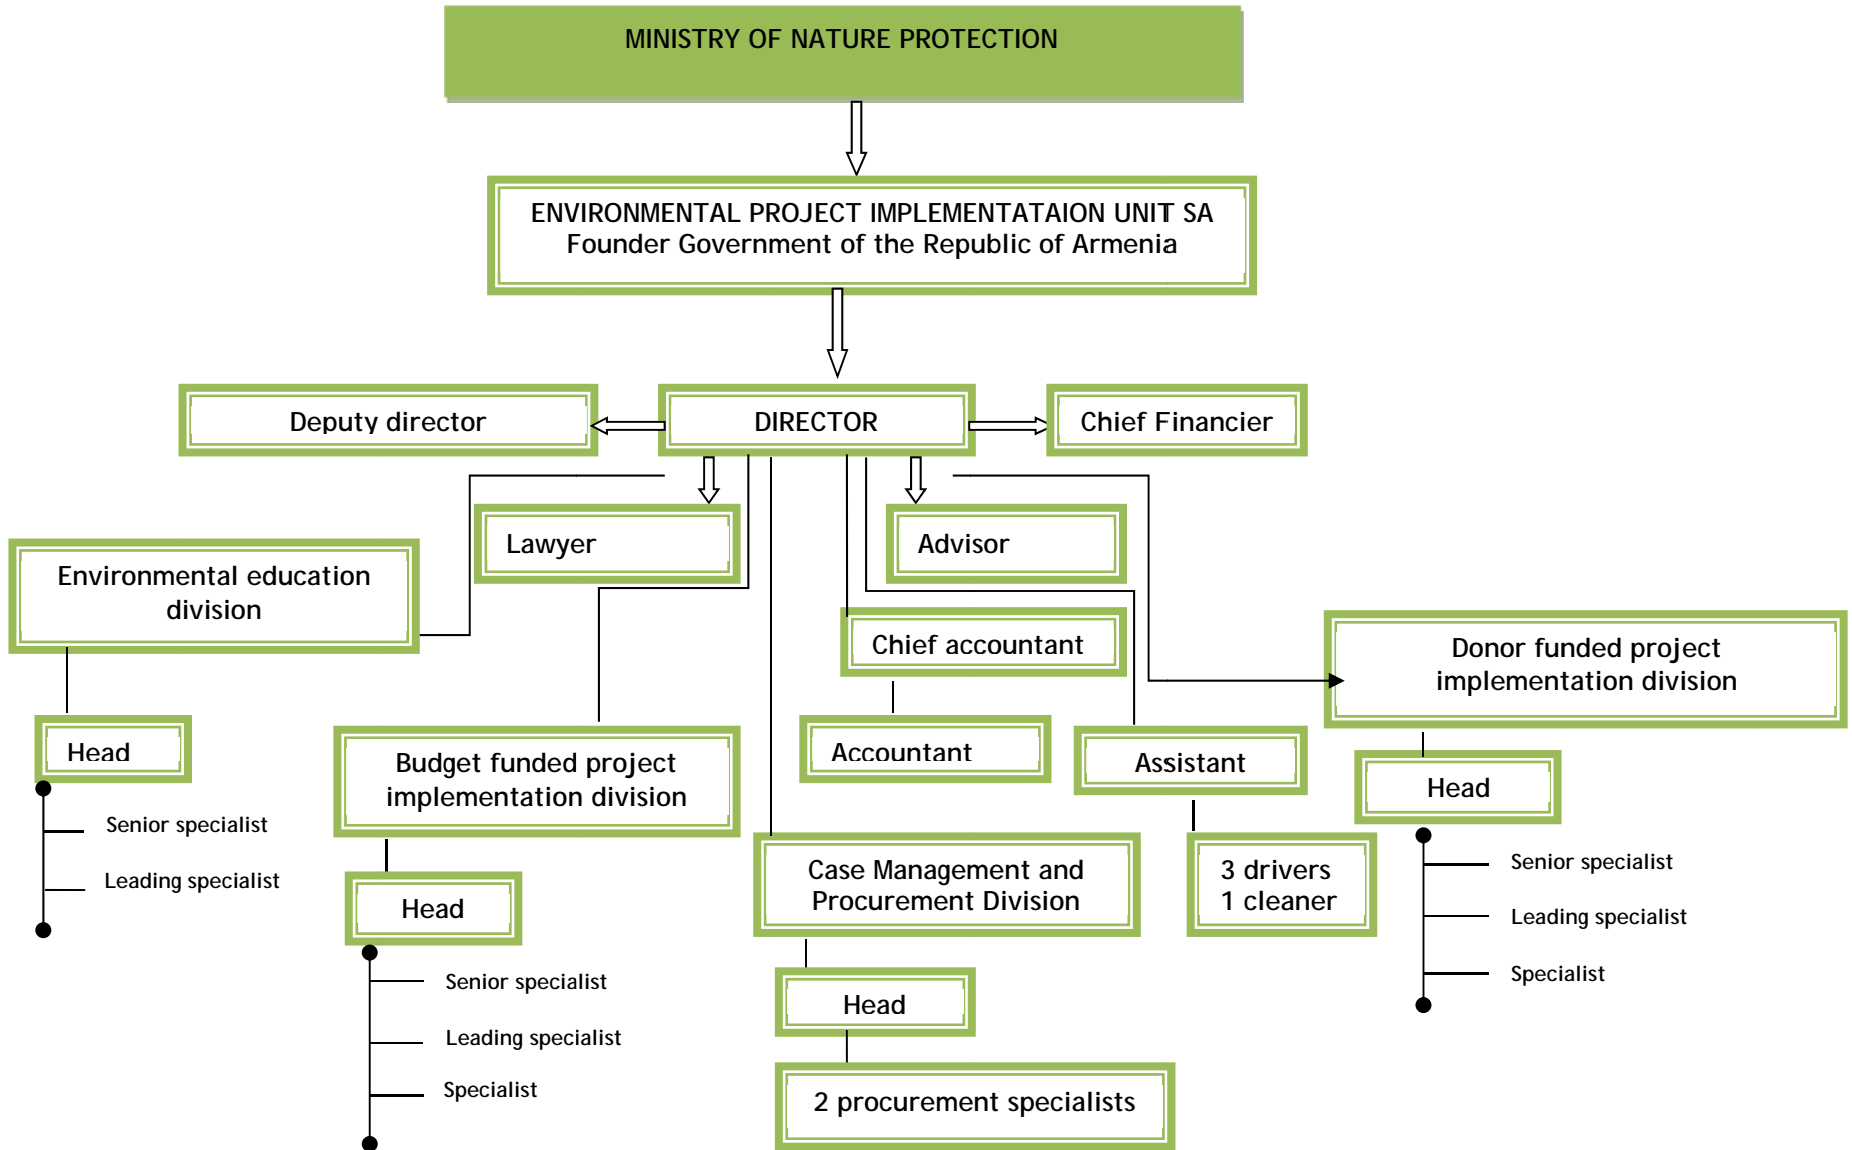 MINISTRY OF NATURE PROTECTION
ENVIRONMENTAL PROJECT IMPLEMENTATAION UNIT SA
Founder Government of the Republic of Armenia
Deputy director
DIRECTOR
Chief Financier
Lawyer
Advisor
Environmental education
division
Chief accountant
Donor funded project
implementation division
Head
Budget funded project
implementation division
Accountant
Assistant
Head
Senior specialist
Leading specialist
Head
Case Management and
Procurement Division
3 drivers
1 cleaner
Senior specialist
Leading specialist
Specialist
Senior specialist
Leading specialist
Specialist
Head
2 procurement specialists